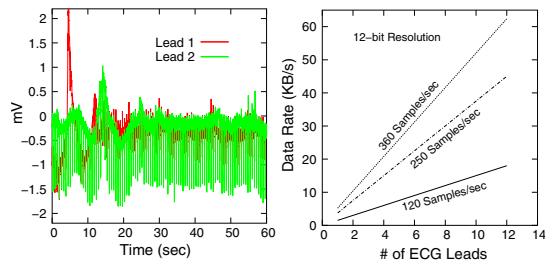 2
1.5
1
0.5
0
−0.5
−1
−1.5
−2
mV
Lead 1
Lead 2
0 10 20 30 40 50 60
Time (sec)
60
50
40
30
20
10
0
Data Rate (KB/s)
12−bit Resolution
360 Samples/sec
250 Samples/sec
120 Samples/sec
0 2 4 6 8 10 12 14
# of ECG Leads